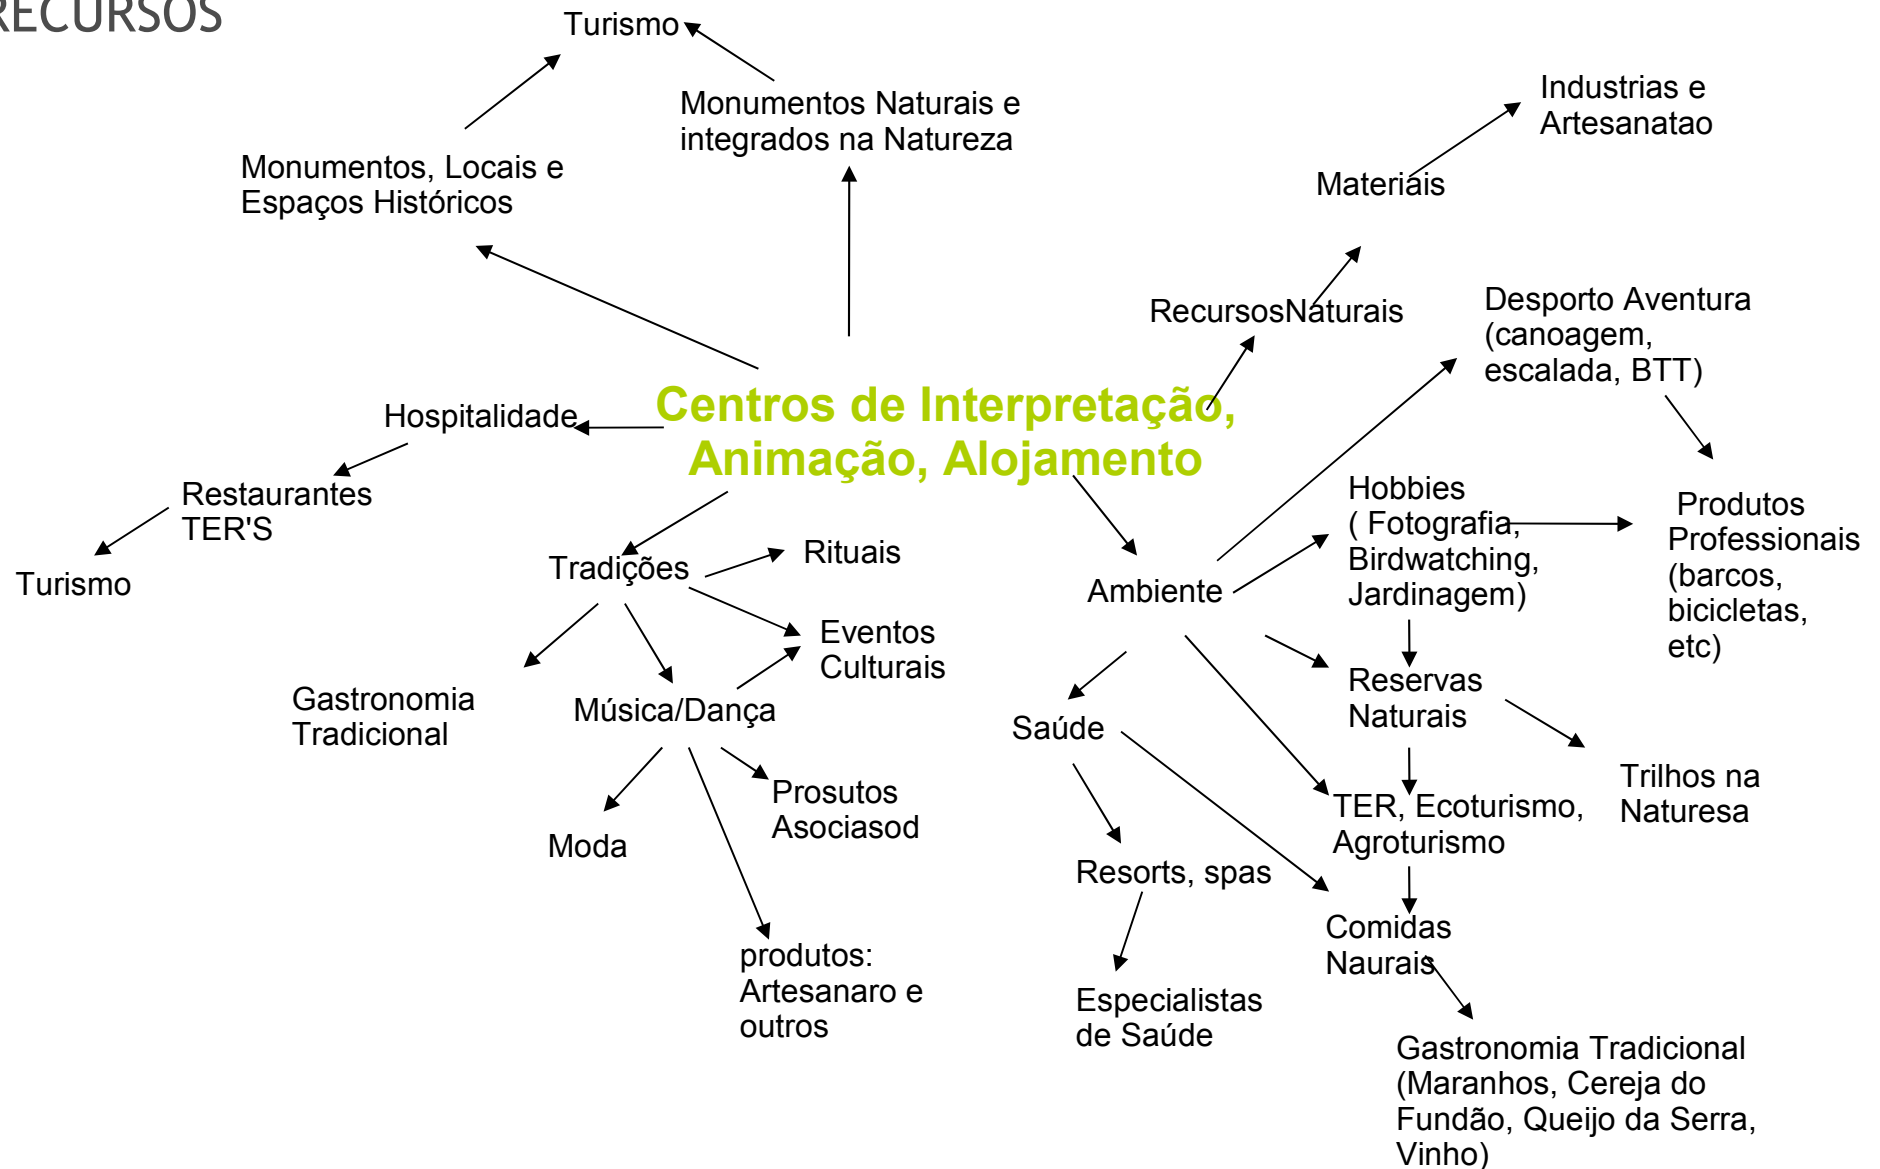 RECURSOS
Turismo
Monumentos Naturais e
integrados na Natureza
Monumentos, Locais e
Espaços Históricos
Industrias e
Artesanatao
Materiais
RecursosNaturais
Desporto Aventura
(canoagem,
escalada, BTT)
Centros de Interpretação,
Animação, Alojamento
Hospitalidade
Restaurantes
TER'S
Turismo
Tradições
Rituais
Eventos
Culturais
Gastronomia
Tradicional
Música/Dança
Moda
Prosutos
Asociasod
produtos:
Artesanaro e
outros
Ambiente
Hobbies
( Fotografia,
Birdwatching,
Jardinagem)
Produtos
Professionais
(barcos,
bicicletas,
etc)
Reservas
Naturais
Saúde
Trilhos na
Naturesa
TER, Ecoturismo,
Agroturismo
Resorts, spas
Comidas
Naurais
Especialistas
de Saúde
Gastronomia Tradicional
(Maranhos, Cereja do
Fundão, Queijo da Serra,
Vinho)